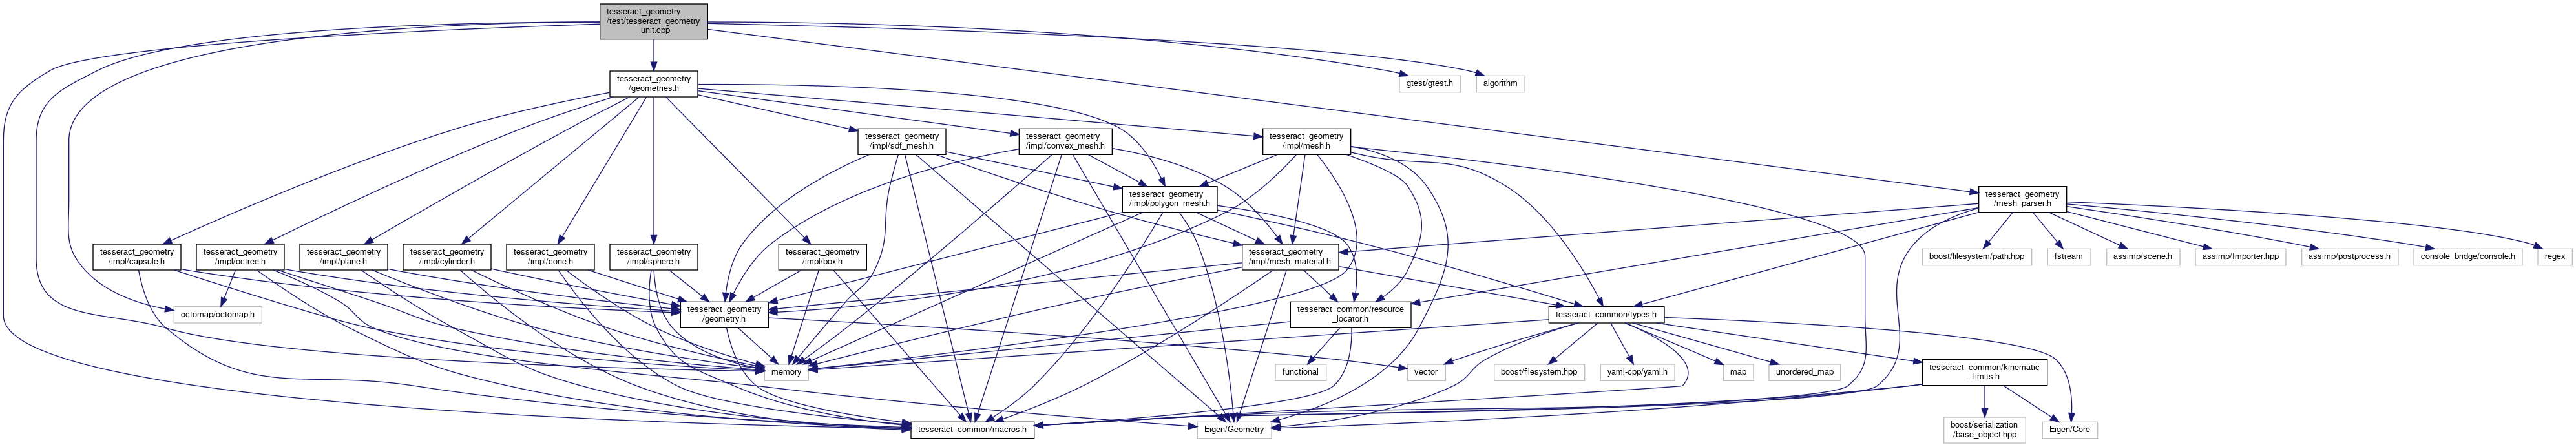 tesseract_geometry
/test/tesseract_geometry
_unit.cpp
tesseract_geometry
/geometries.h
gtest/gtest.h
algorithm
tesseract_geometry
/impl/sdf_mesh.h
tesseract_geometry
/impl/convex_mesh.h
tesseract_geometry
/impl/mesh.h
tesseract_geometry
/impl/polygon_mesh.h
tesseract_geometry
/mesh_parser.h
tesseract_geometry
/impl/capsule.h
tesseract_geometry
/impl/octree.h
tesseract_geometry
/impl/plane.h
tesseract_geometry
/impl/cylinder.h
tesseract_geometry
/impl/cone.h
tesseract_geometry
/impl/sphere.h
tesseract_geometry
/impl/box.h
tesseract_geometry
/impl/mesh_material.h
boost/filesystem/path.hpp
fstream
assimp/scene.h
assimp/Importer.hpp
assimp/postprocess.h
console_bridge/console.h
regex
octomap/octomap.h
tesseract_geometry
/geometry.h
tesseract_common/resource
_locator.h
tesseract_common/types.h
memory
functional
vector
boost/filesystem.hpp
yaml-cpp/yaml.h
map
unordered_map
tesseract_common/kinematic
_limits.h
tesseract_common/macros.h
Eigen/Geometry
boost/serialization
/base_object.hpp
Eigen/Core